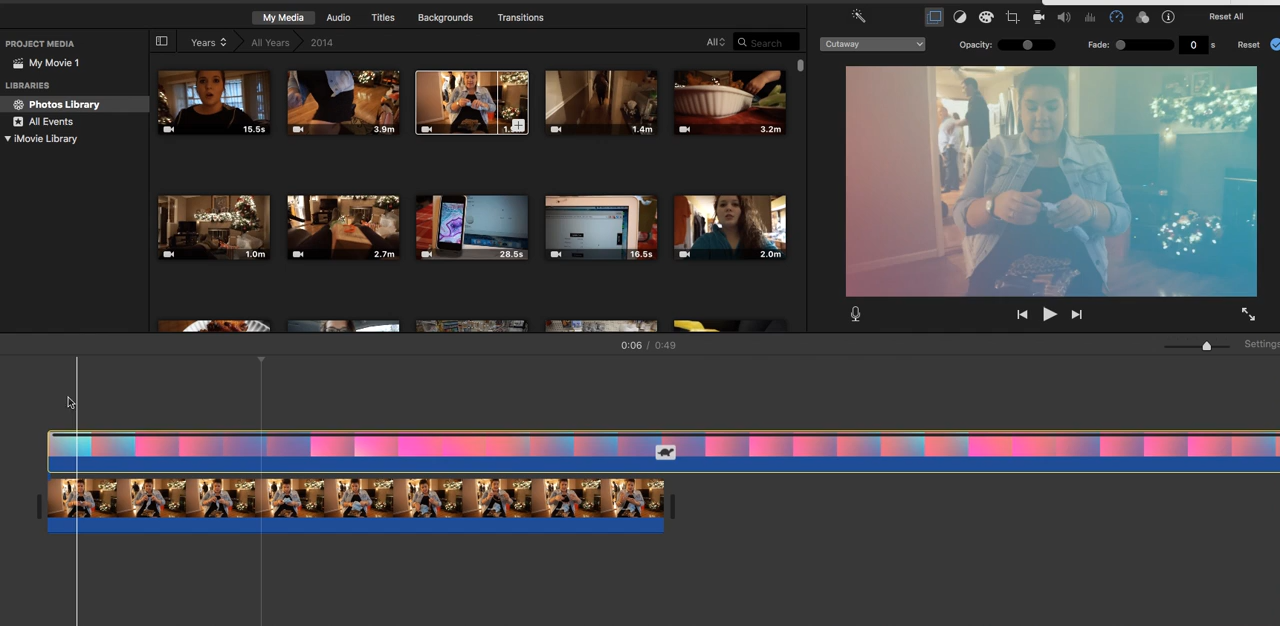 My Media Audio Titles Backgrounds Transitions
Reset All
PROJECT MEDIA
My Movie 1
LIBRARIES
Photos Library
All Events
iMovie Library
Years All Years 2014 All Search
Cutaway Opacity: Fade: 0 s Reset
15.5s 3.9m 1.4m 3.2m
1.0m 2.7m 28.5s 16.5s 2.0m
0:06 / 0:49
Settings